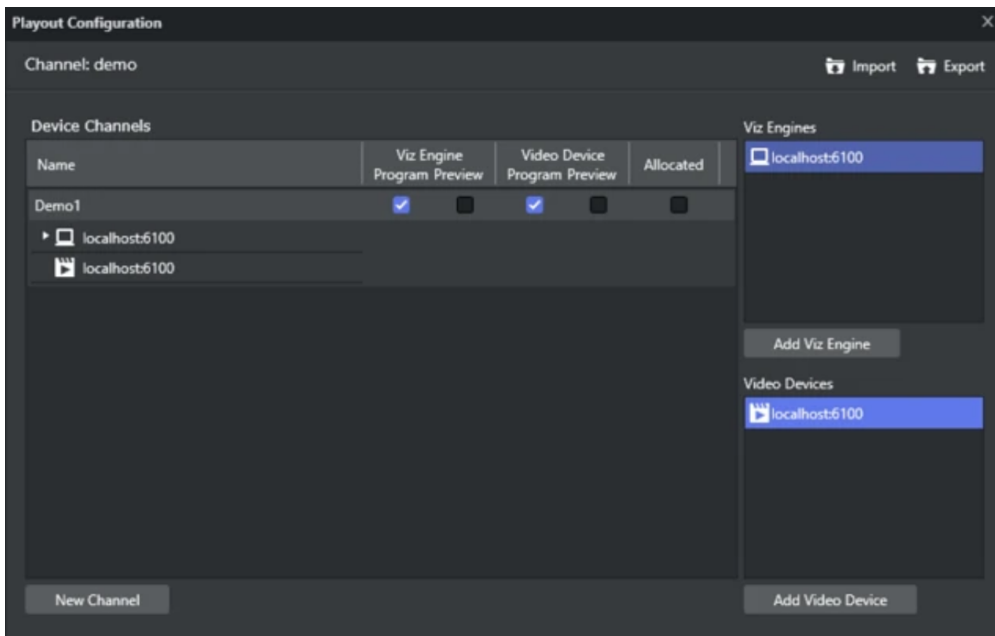 Playout Configuration
Channel: demo
Import Export
Device Channels
Name
Viz Engine
Program Preview
Video Device
Program Preview
Allocated
Demo1
localhost:6100
localhost:6100
New Channel
Viz Engines
localhost:6100
Add Viz Engine
Video Devices
localhost:6100
Add Video Device